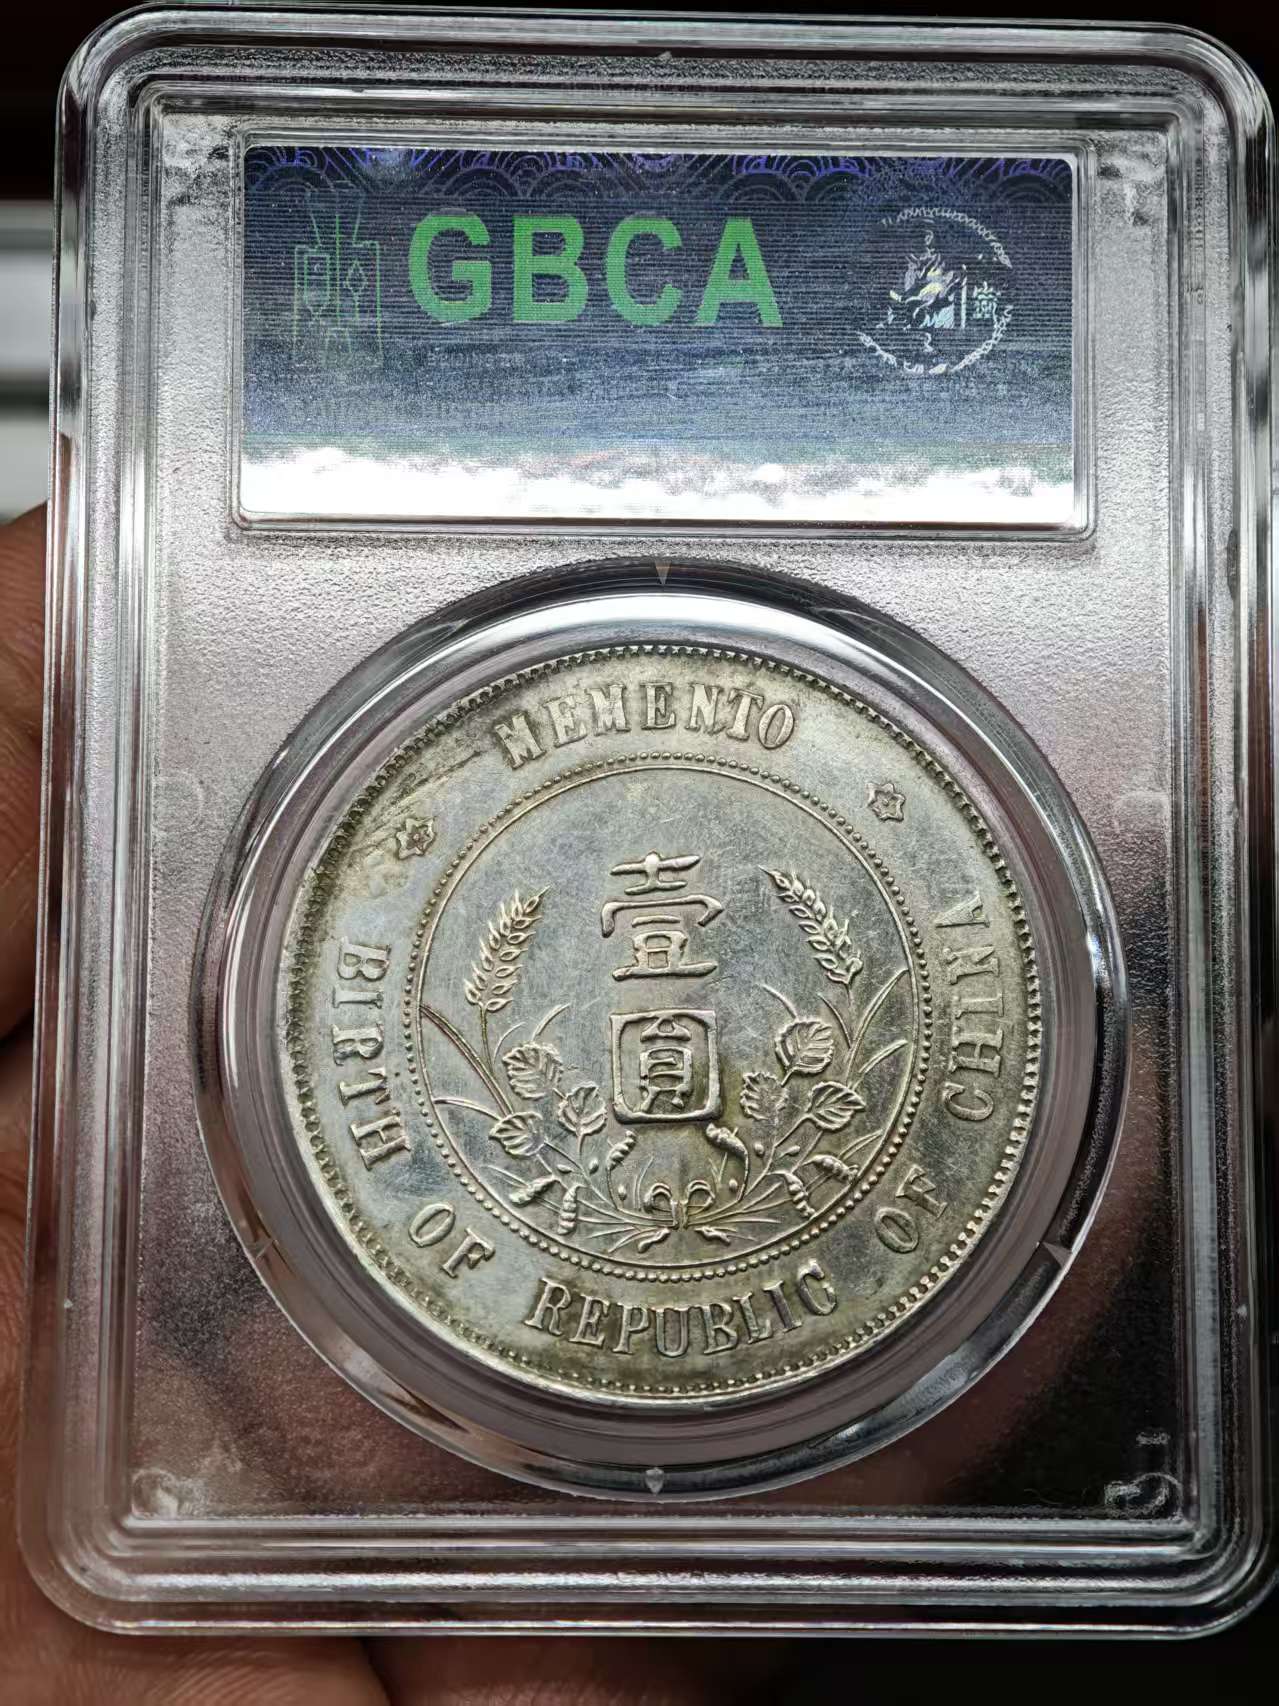 GBCA
MEMENTO
BIRTH OF REPUBLIC OF CHINA
壹
圓